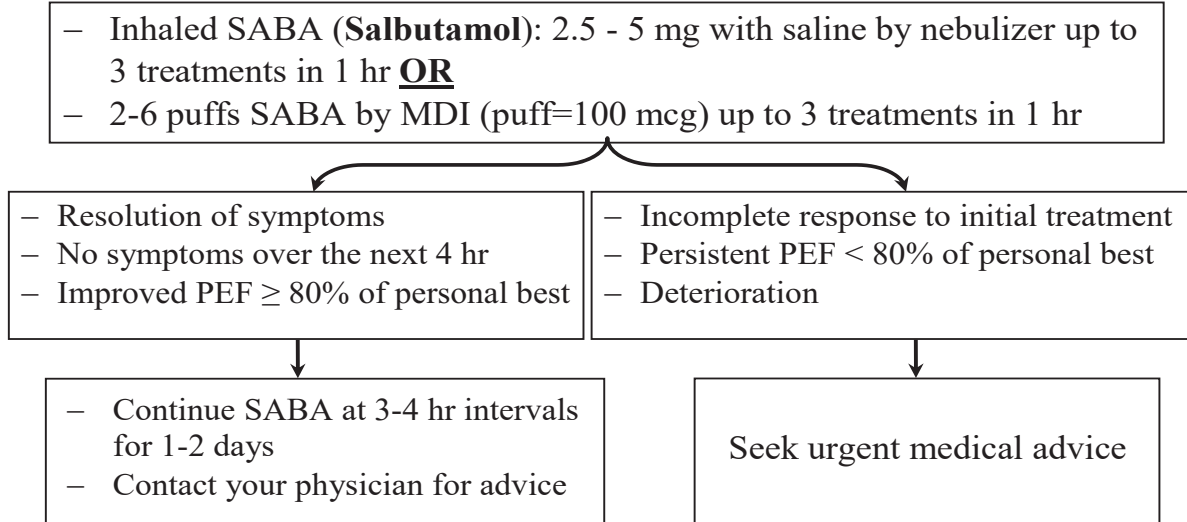 – Inhaled SABA (Salbutamol): 2.5 - 5 mg with saline by nebulizer up to
3 treatments in 1 hr OR
– 2-6 puffs SABA by MDI (puff=100 mcg) up to 3 treatments in 1 hr
– Resolution of symptoms
– No symptoms over the next 4 hr
– Improved PEF ≥ 80% of personal best
– Incomplete response to initial treatment
– Persistent PEF < 80% of personal best
– Deterioration
– Continue SABA at 3-4 hr intervals
for 1-2 days
– Contact your physician for advice
Seek urgent medical advice